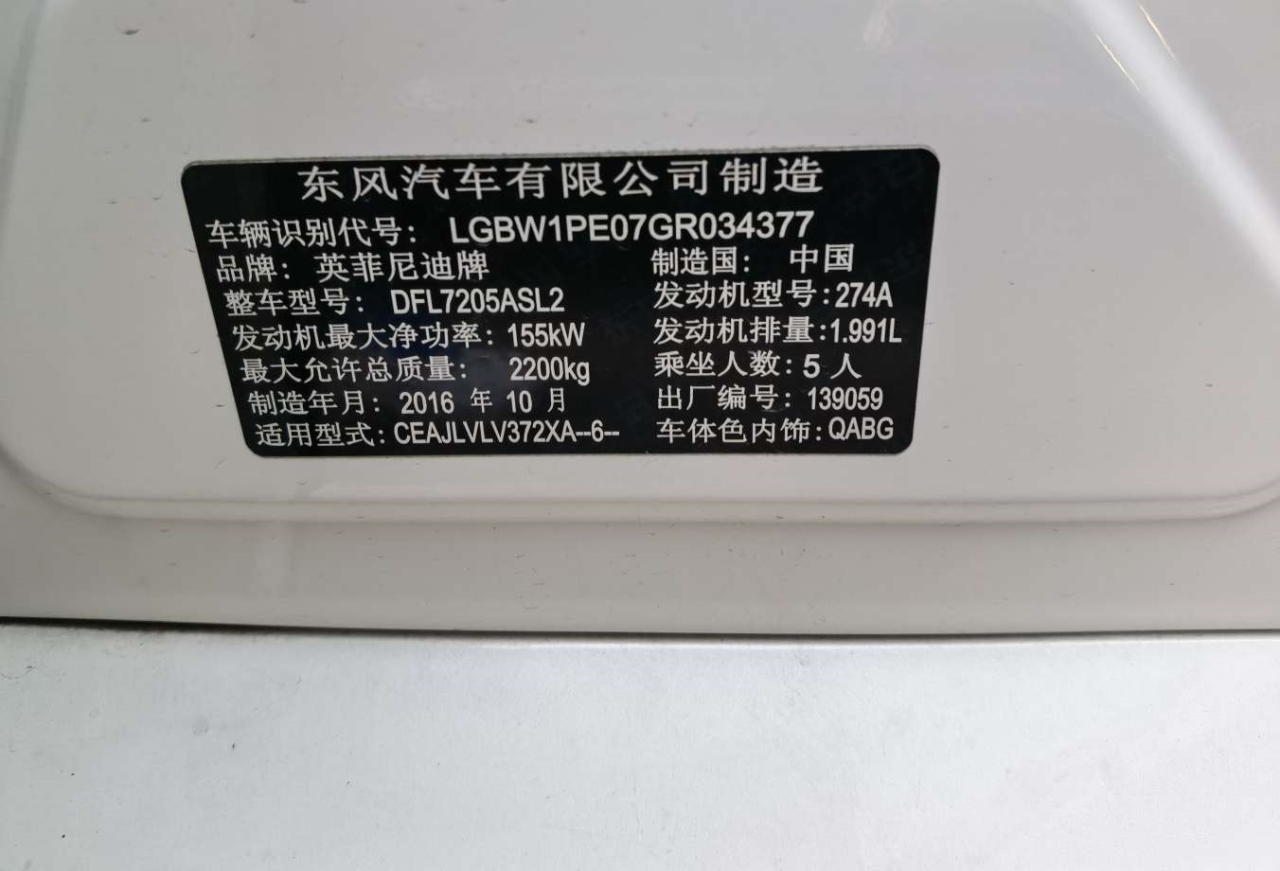 东风汽车有限公司制造
车辆识别代号: LGBW1PE07GR034377
品牌: 英菲尼迪牌 制造国: 中国
整车型号: DFL7205ASL2 发动机型号:274A
发动机最大净功率: 155kW 发动机排量:1.991L
最大允许总质量: 2200kg 乘坐人数: 5 人
制造年月: 2016 年 10 月 出厂编号: 139059
适用型式: CEAJLVLV372XA--6-- 车体色内饰:QABG